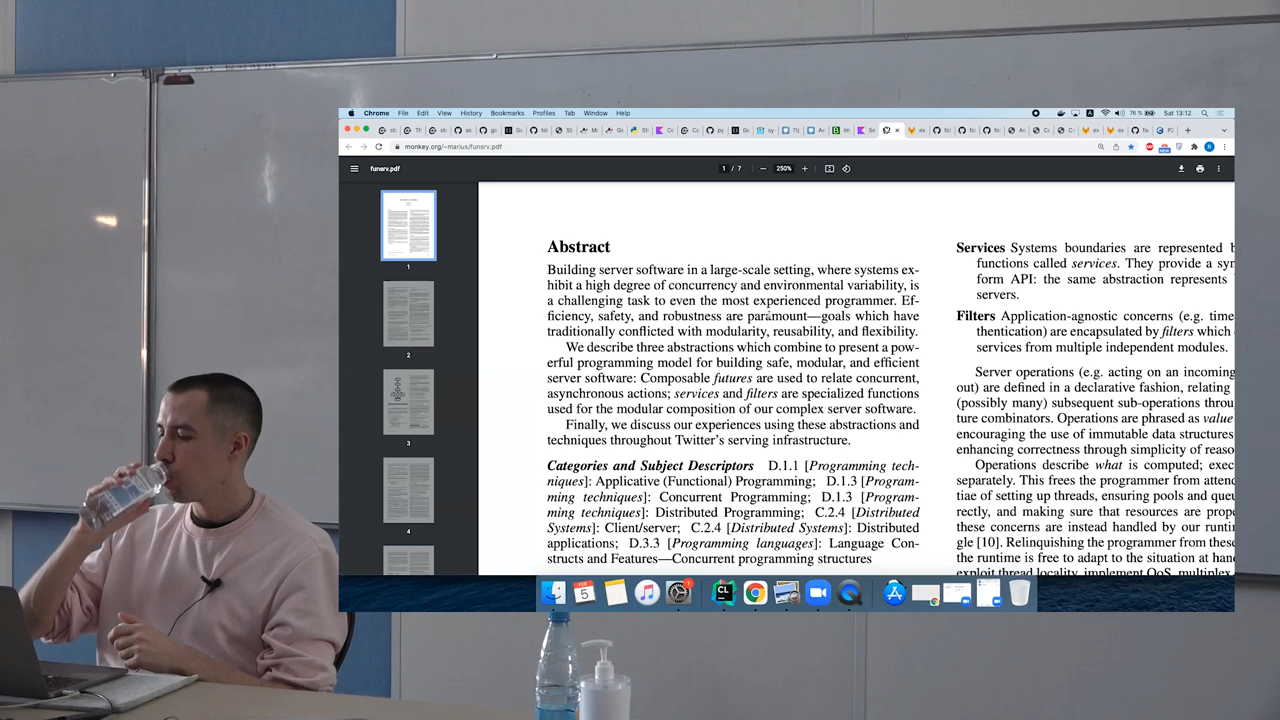 Chrome File Edit View History Bookmarks Profiles Tab Window Help
76 % Sat 13:12
monkey.org/~marius/funsrv.pdf
NEW
R
funsrv.pdf
1 / 7
250%
1
2
3
4
Abstract
Building server software in a large-scale setting, where systems ex-
hibit a high degree of concurrency and environmental variability, is
a challenging task to even the most experienced programmer. Ef-
ficiency, safety, and robustness are paramount—goals which have
traditionally conflicted with modularity, reusability, and flexibility.
We describe three abstractions which combine to present a pow-
erful programming model for building safe, modular, and efficient
server software: Composable futures are used to relate concurrent,
asynchronous actions; services and filters are specialized functions
used for the modular composition of our complex server software.
Finally, we discuss our experiences using these abstractions and
techniques throughout Twitter's serving infrastructure.
Categories and Subject Descriptors D.1.1 [Programming tech-
niques]: Applicative (Functional) Programming; D.1.3 [Program-
ming techniques]: Concurrent Programming; D.1.3 [Program-
ming techniques]: Distributed Programming; C.2.4 [Distributed
Systems]: Client/server; C.2.4 [Distributed Systems]: Distributed
applications; D.3.3 [Programming languages]: Language Con-
structs and Features—Concurrent programming structures
Services Systems boundaries are represented
functions called services. They provide a
form API: the same abstraction represents
servers.
Filters Application-agnostic concerns (e.g.
thentication) are encapsulated by filters which
services from multiple independent modules.
Server operations (e.g. acting on an incoming
out) are defined in a declarative fashion, relating
(possibly many) subsequent sub-operations
ture combinators. Operations are phrased as
encouraging the use of immutable data structures
enhancing correctness through simplicity of
Operations describe what is computed;
separately. This frees the programmer from
tiae of setting up threads, ensuring pools and
rectly, and making sure that resources are
these concerns are instead handled by our
gle [10]. Relinquishing the programmer from
the runtime is free to adapt to the situation at
exploit thread locality, implement QoS, multiplex
FEB
5
CL
1